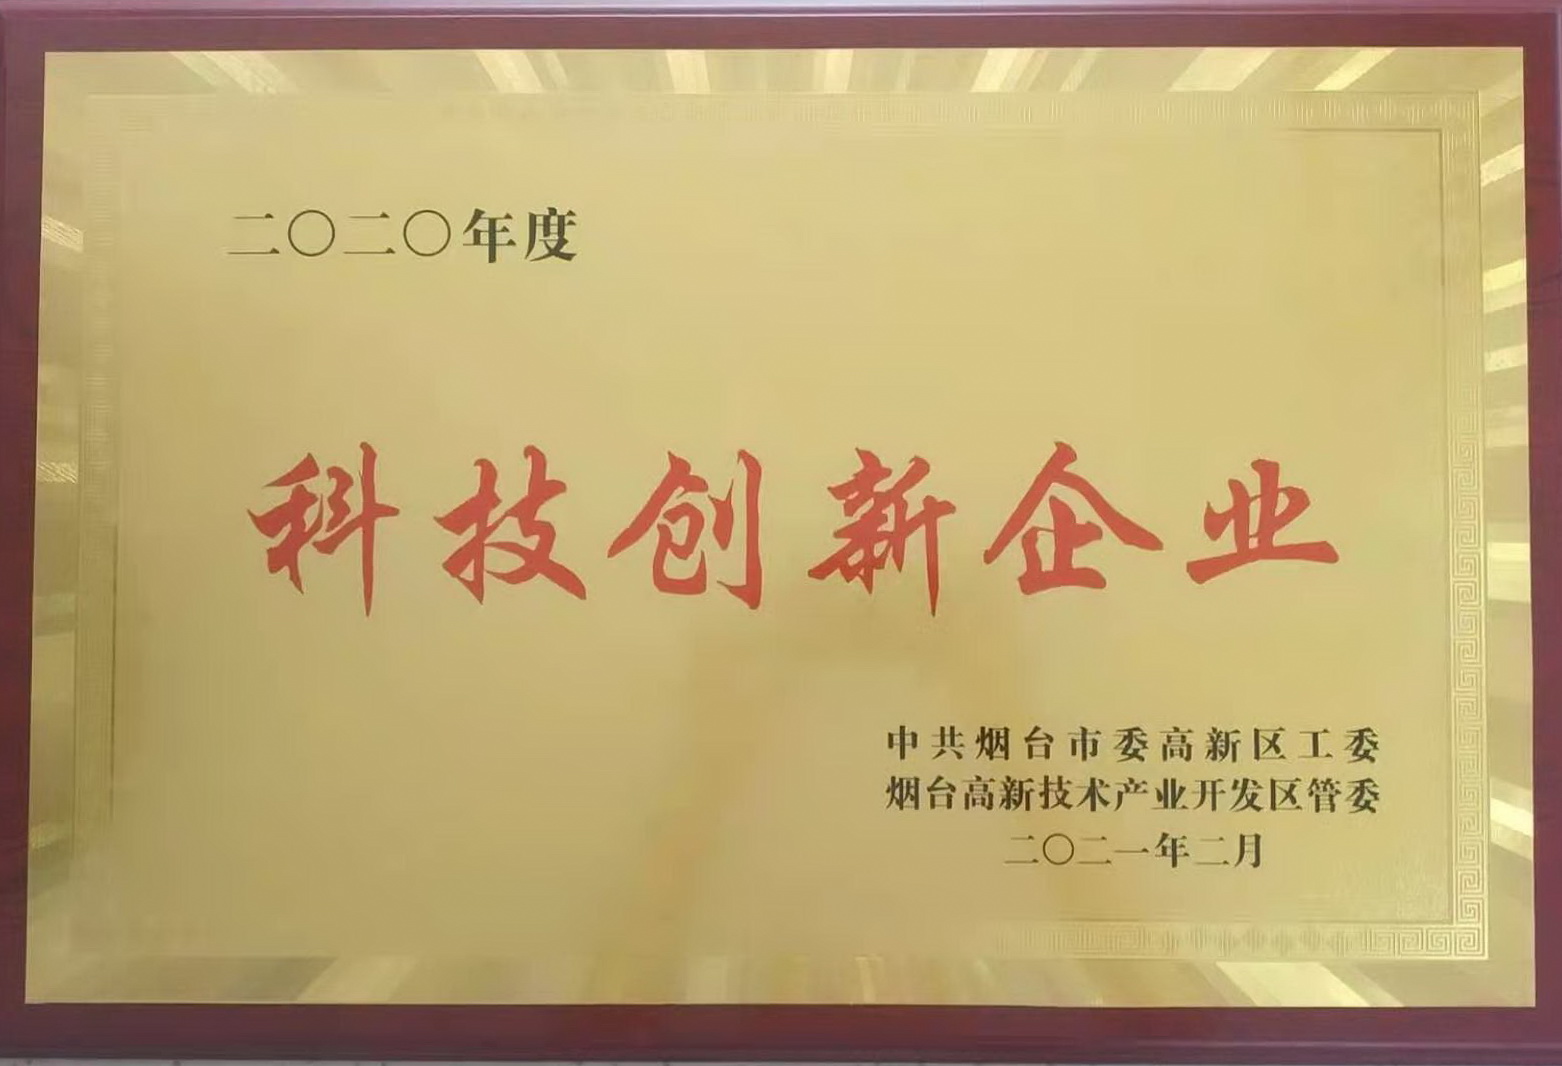 二〇二〇年度
科技创新企业
中共烟台市委高新区工委
烟台高新技术产业开发区管委
二〇二一年二月